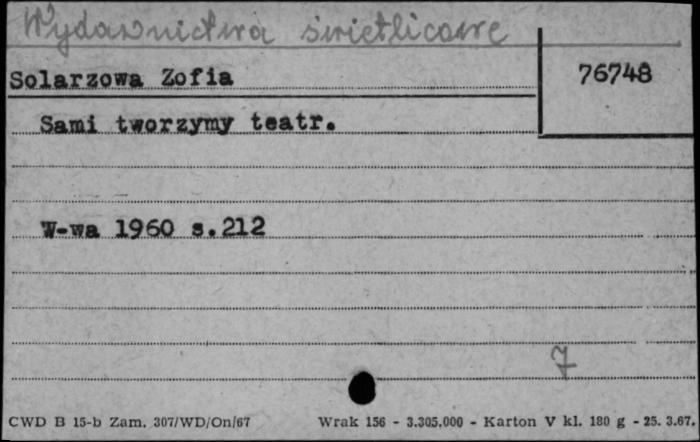 Wydawnictwa świetlicowe
Solarzowa Zofia
76748
Sami tworzymy teatr.
W-wa 1960 s.212
7
CWD B 15-b Zam. 307/WD/On/67 Wrak 156 - 3.305.000 - Karton V kl. 180 g - 25. 3.67.